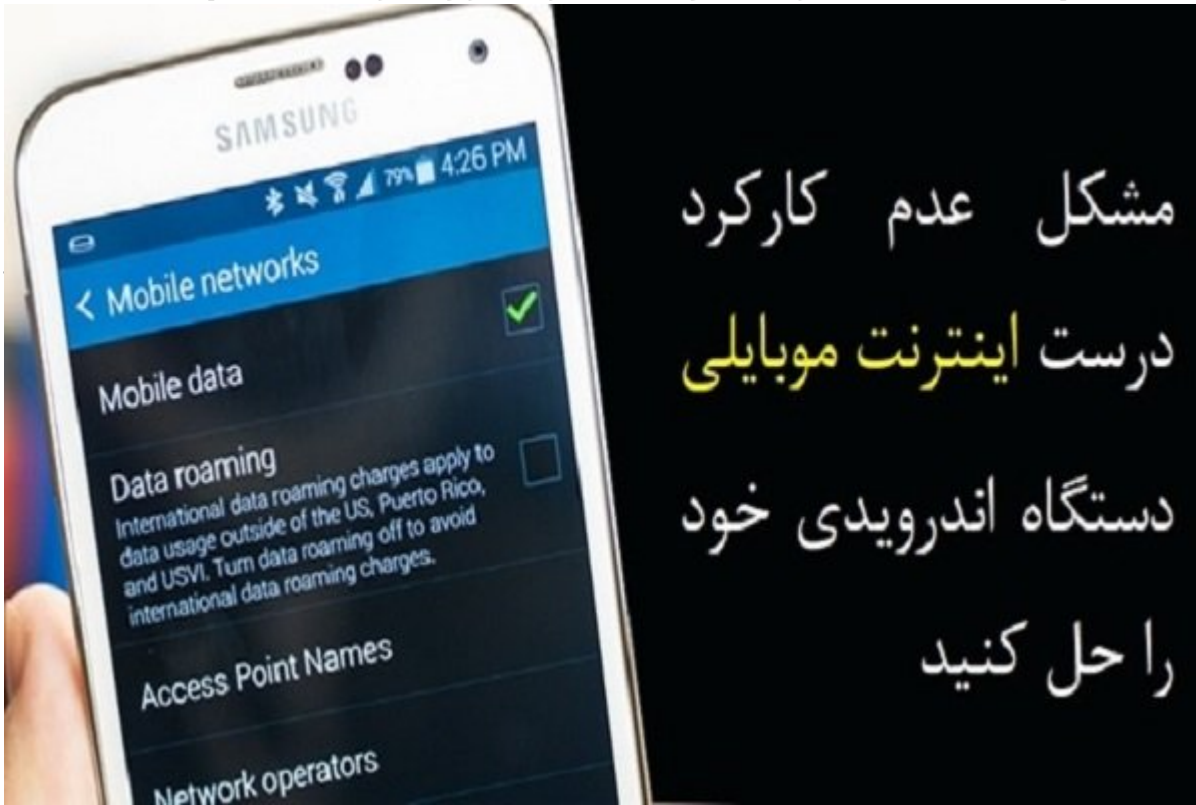 SAMSUNG
79% 4:26 PM
< Mobile networks
Mobile data
Data roaming
International data roaming charges apply to
data usage outside of the US, Puerto Rico,
and USVI. Turn data roaming off to avoid
international data roaming charges.
Access Point Names
Network operators
مشکل عدم کارکرد
درست اینترنت موبایلی
دستگاه اندرویدی خود
را حل کنید